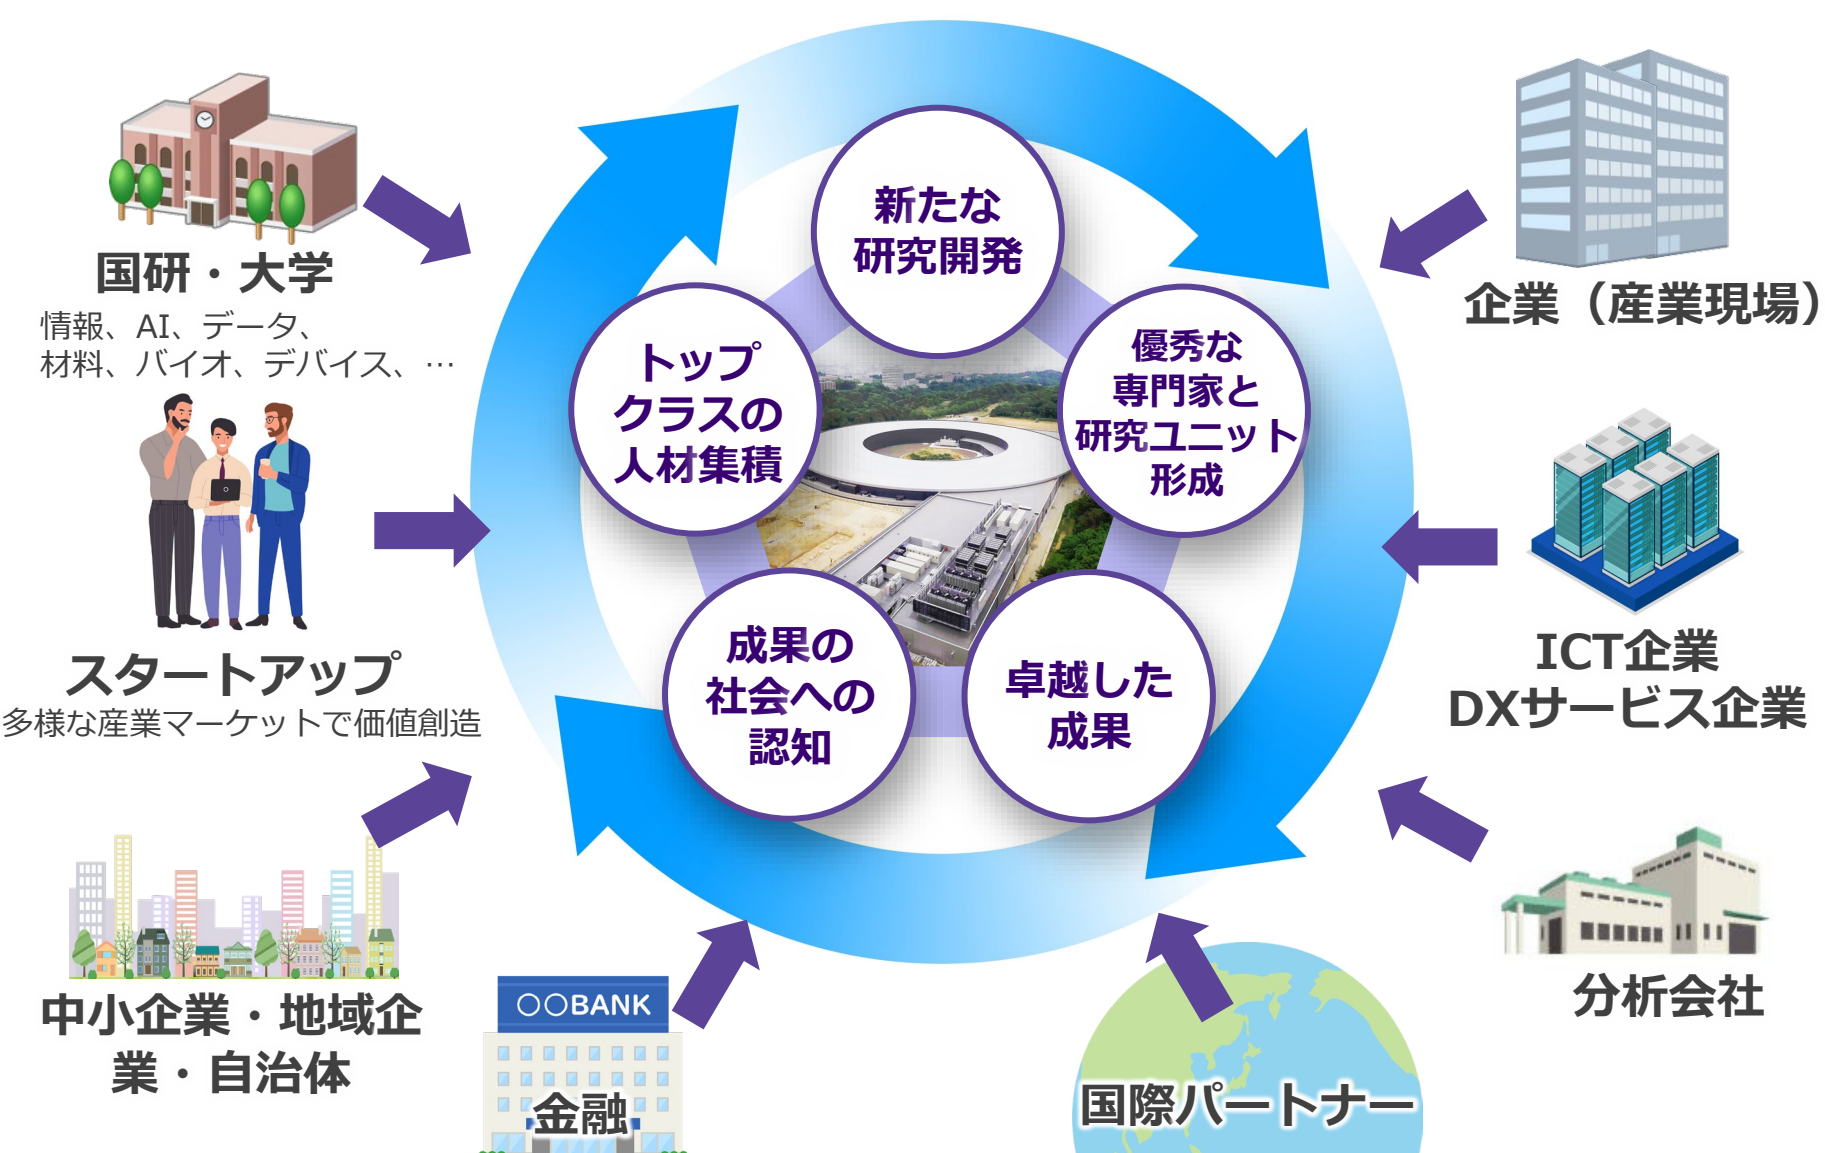 新たな
研究開発
優秀な
専門家と
研究ユニット
形成
卓越した
成果
成果の
社会への
認知
トップ
クラスの
人材集積
国研・大学
情報、AI、データ、
材料、バイオ、デバイス、…
スタートアップ
多様な産業マーケットで価値創造
中小企業・地域企
業・自治体
○○BANK
金融
国際パートナー
企業（産業現場）
ICT企業
DXサービス企業
分析会社